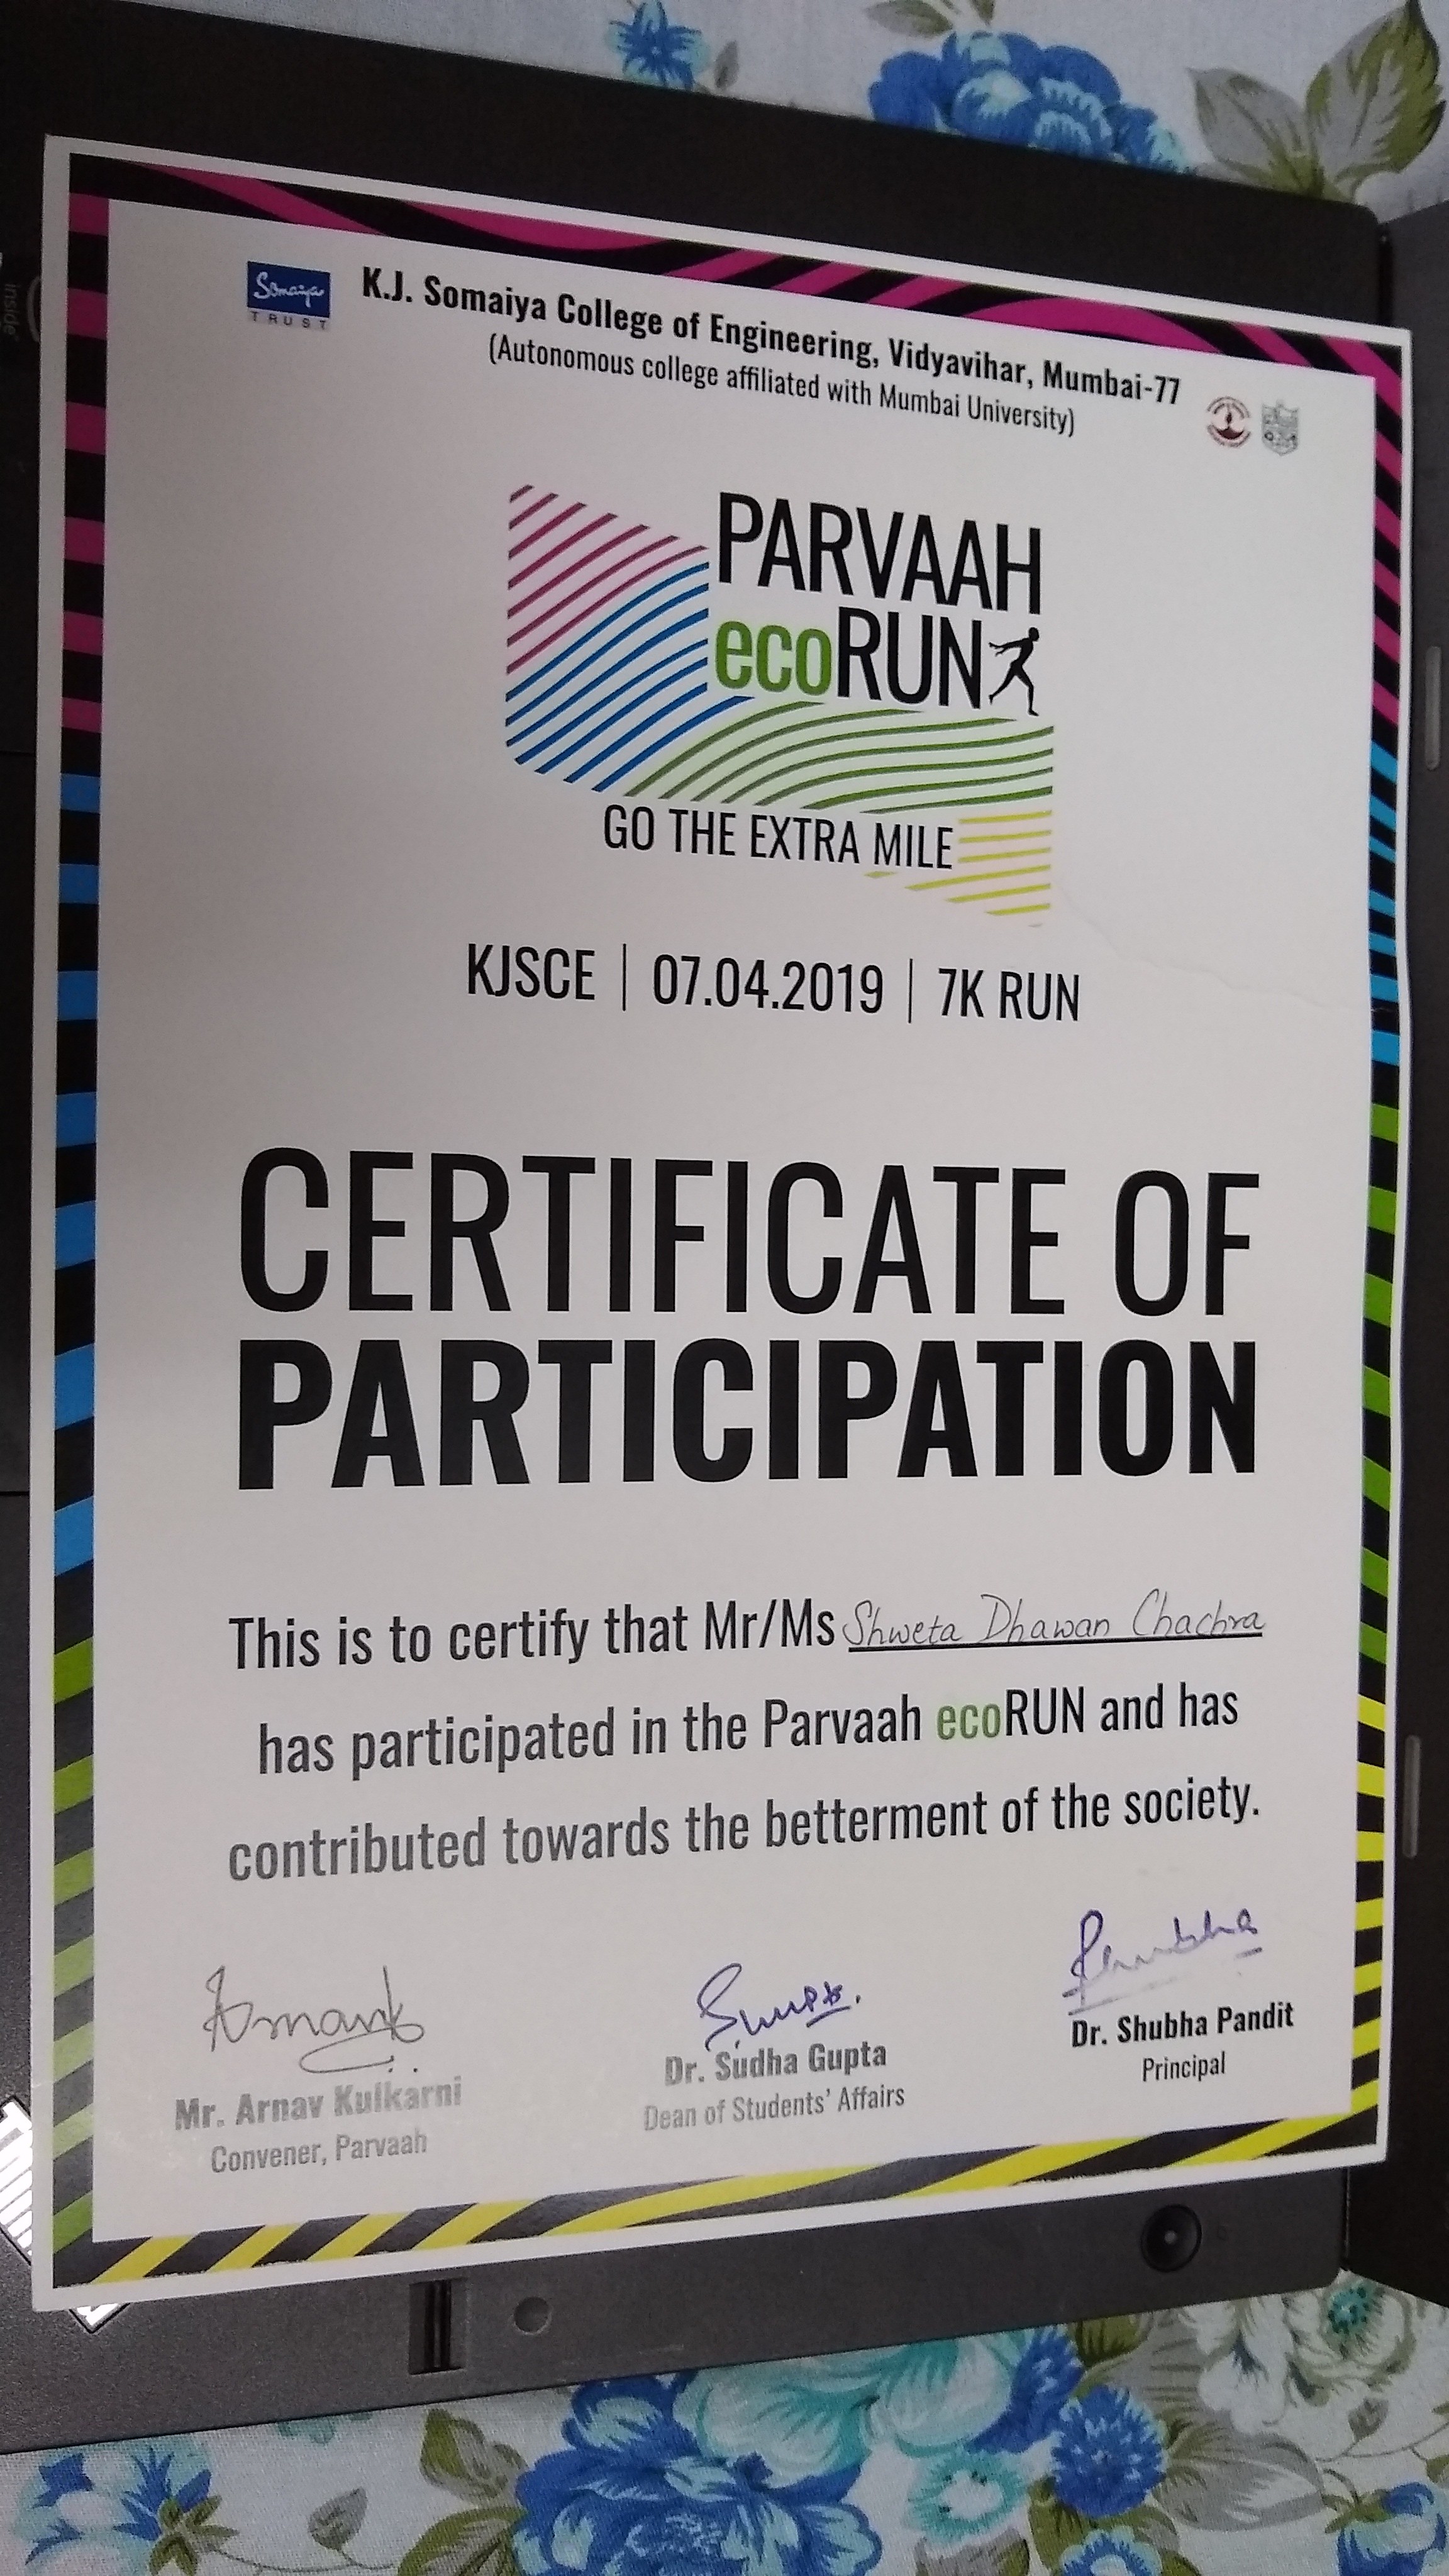 Somaiya
TRUST
K.J. Somaiya College of Engineering, Vidyavihar, Mumbai-77
(Autonomous college affiliated with Mumbai University)
PARVAAH
ecoRUN
GO THE EXTRA MILE
KJSCE | 07.04.2019 | 7K RUN
CERTIFICATE OF
PARTICIPATION
This is to certify that Mr/Ms Shweta Dhawan Chachra
has participated in the Parvaah ecoRUN and has
contributed towards the betterment of the society.
Mr. Arnav Kulkarni
Convener, Parvaah
Dr. Sudha Gupta
Dean of Students' Affairs
Dr. Shubha Pandit
Principal
inside